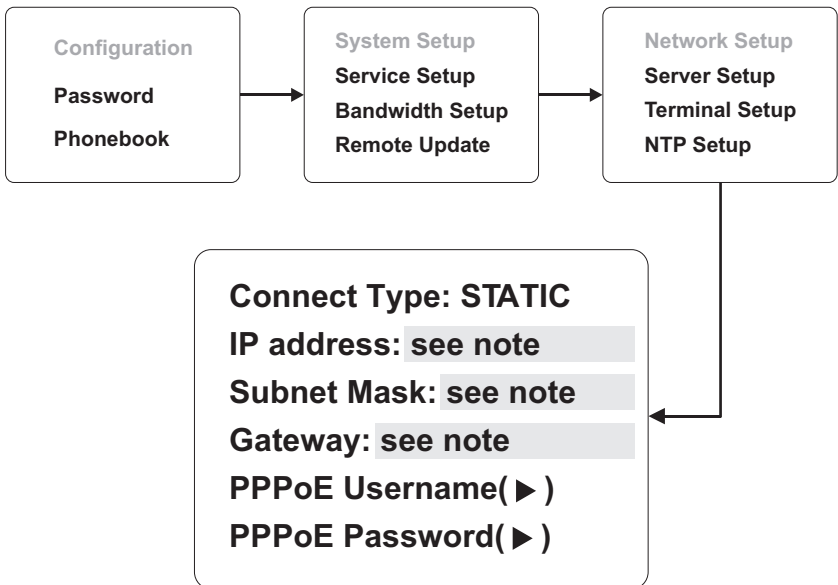 Configuration
Password
Phonebook
System Setup
Service Setup
Bandwidth Setup
Remote Update
Network Setup
Server Setup
Terminal Setup
NTP Setup
Connect Type: STATIC
IP address: see note
Subnet Mask: see note
Gateway: see note
PPPoE Username( ▶ )
PPPoE Password( ▶ )